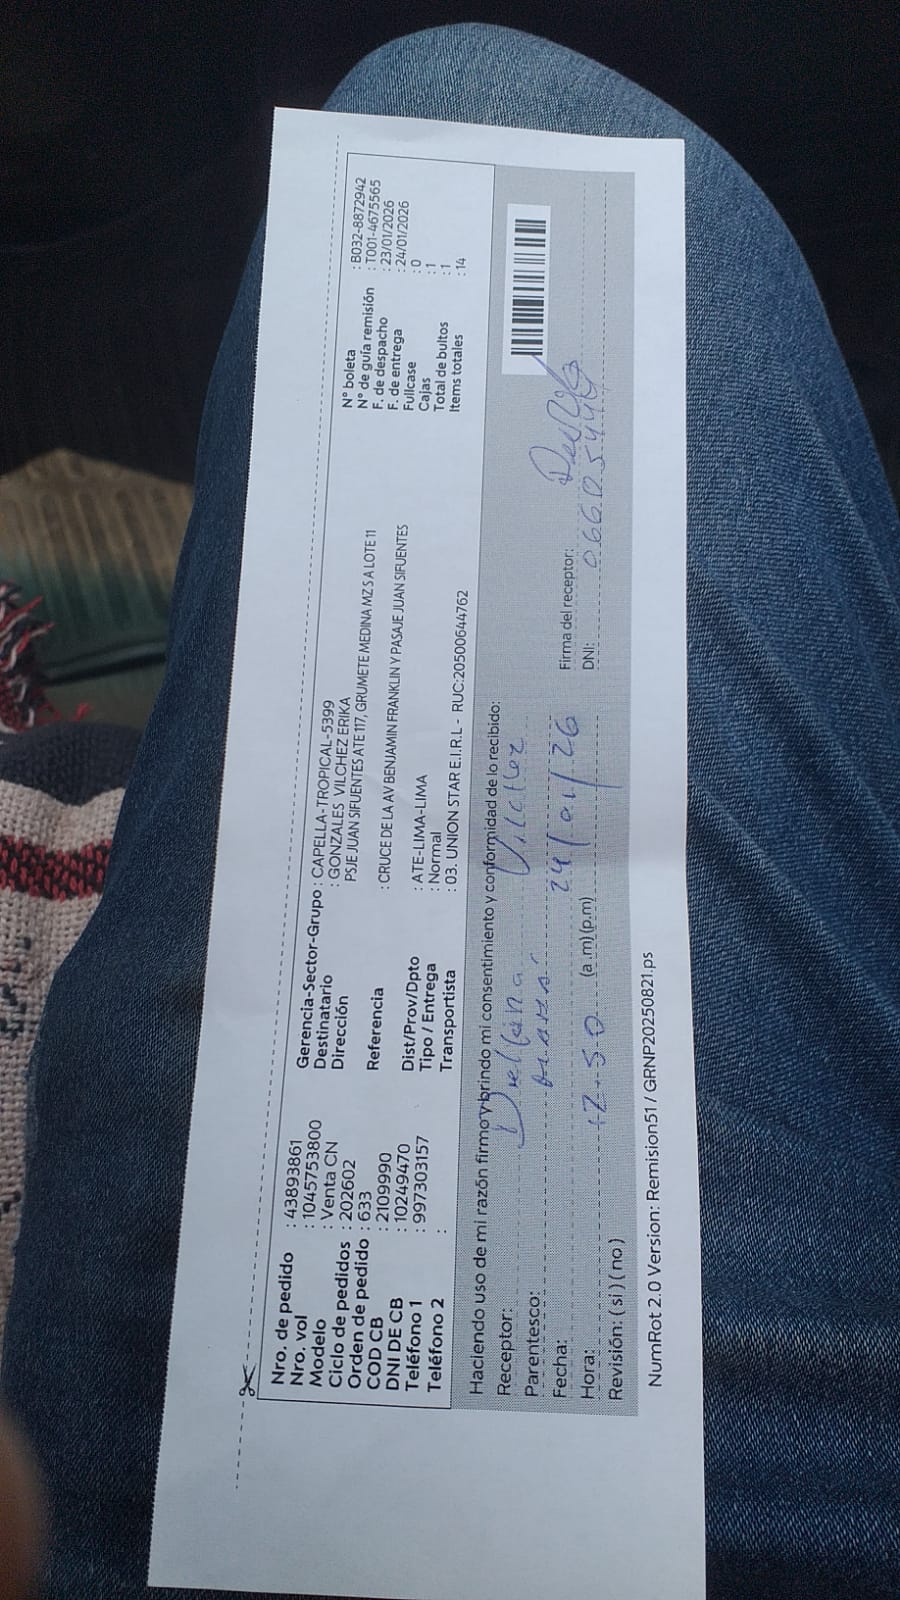 Nro. de pedido : 43893861
Nro. vol : 1045753800
Modelo : Venta CN
Ciclo de pedidos : 202602
Orden de pedido : 633
COD CB : 2109990
DNI DE CB : 10249470
Teléfono 1 : 997303157
Teléfono 2 :
Gerencia-Sector-Grupo : CAPELLA-TROPICAL-5399
Destinatario : GONZALES VILCHEZ ERIKA
Dirección PSJE JUAN SIFUENTES ATE 117, GRUMETE MEDINA MZ S A LOTE 11
Referencia : CRUCE DE LA AV BENJAMIN FRANKLIN Y PASAJE JUAN SIFUENTES
Dist/Prov/Dpto : ATE-LIMA-LIMA
Tipo / Entrega : Normal
Transportista : 03. UNION STAR E.I.R.L - RUC:20500644762
N° boleta : B032-8872942
N° de guía remisión : T001-4675565
F. de despacho : 23/01/2026
F. de entrega : 24/01/2026
Fullcase : 0
Cajas : 1
Total de bultos : 1
Items totales : 14
Haciendo uso de mi razón firmo y brindo mi consentimiento y conformidad de lo recibido:
Receptor: Vilchez
Parentesco:
Fecha: 24/01/26
Hora: 12:50 (a.m) (p.m)
Revisión: ( si ) ( no )
Firma del receptor:
DNI:
NumRot 2.0 Version: Remision51 / GRNP20250821.ps